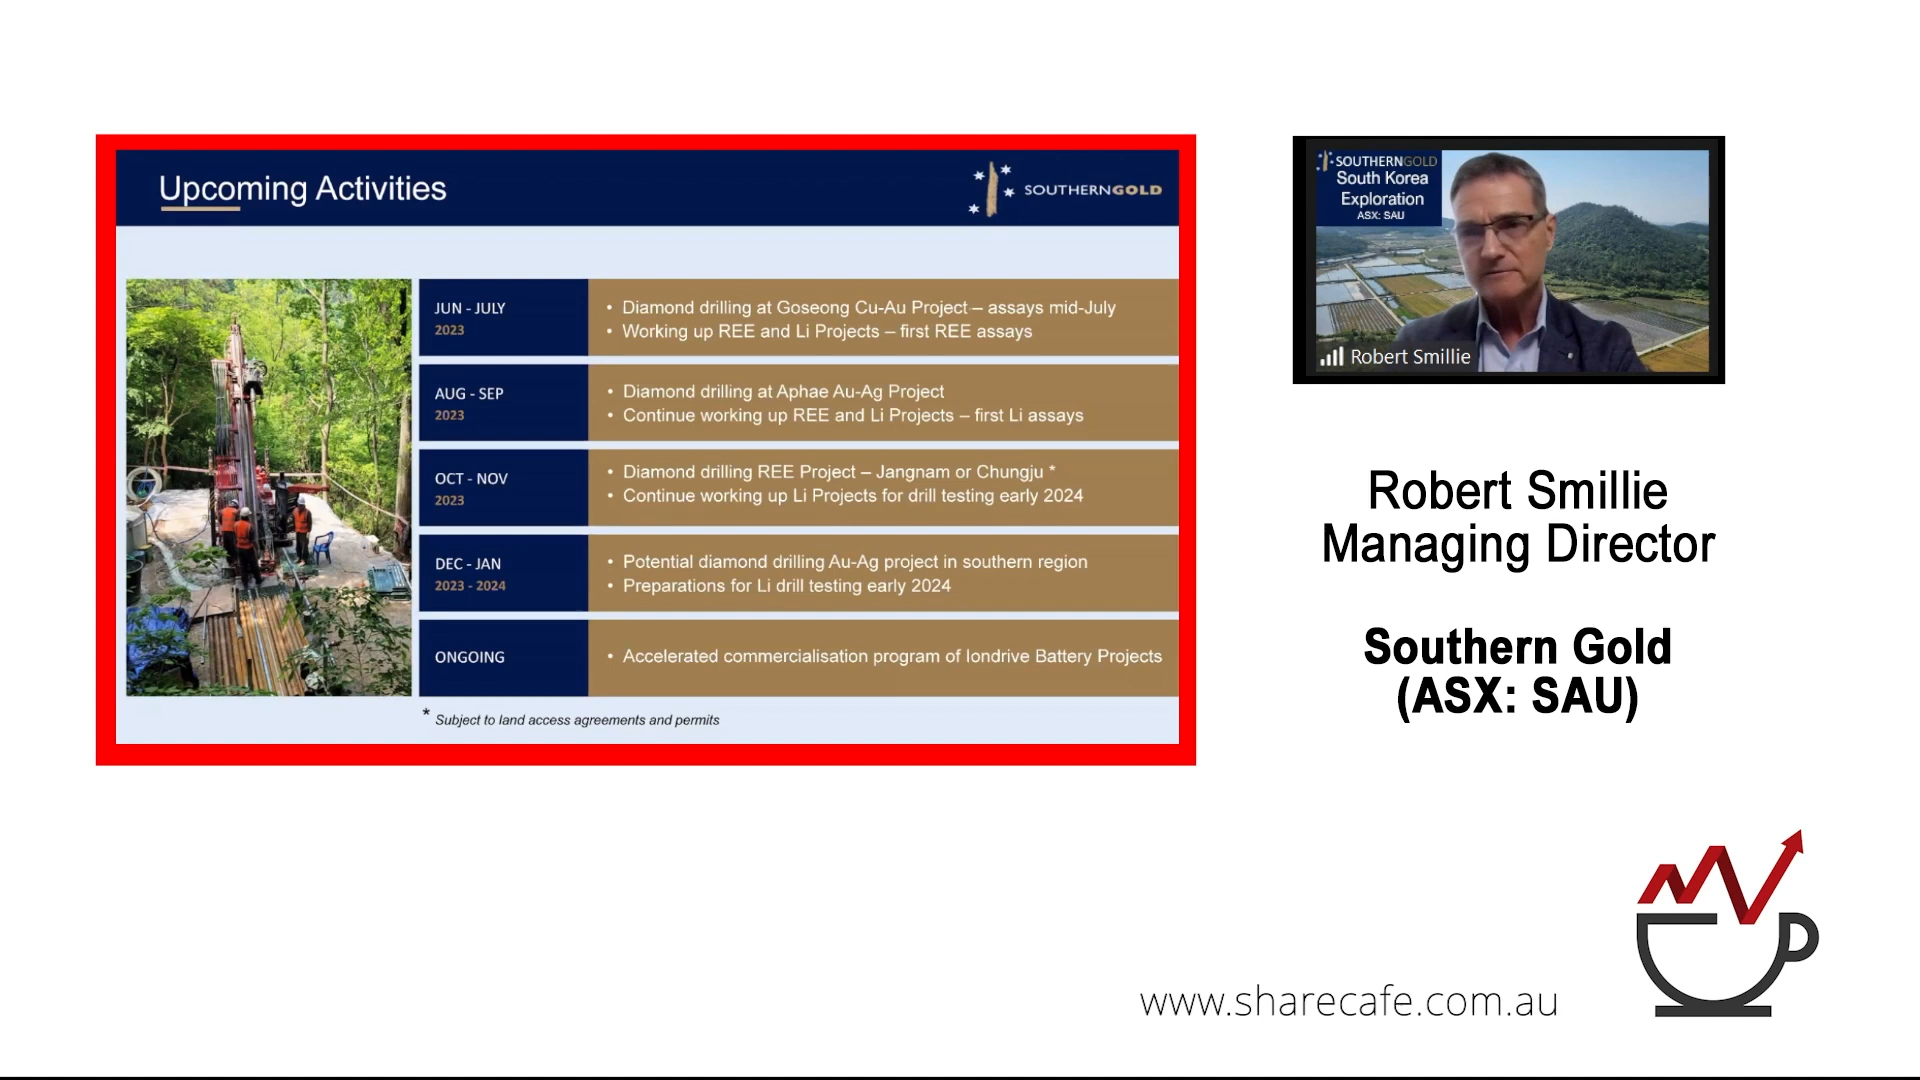 Upcoming Activities
SOUTHERNGOLD
JUN - JULY
2023
• Diamond drilling at Goseong Cu-Au Project – assays mid-July
• Working up REE and Li Projects – first REE assays
AUG - SEP
2023
• Diamond drilling at Aphae Au-Ag Project
• Continue working up REE and Li Projects – first Li assays
OCT - NOV
2023
• Diamond drilling REE Project – Jangnam or Chungju *
• Continue working up Li Projects for drill testing early 2024
DEC - JAN
2023 - 2024
• Potential diamond drilling Au-Ag project in southern region
• Preparations for Li drill testing early 2024
ONGOING
• Accelerated commercialisation program of Iondrive Battery Projects
* Subject to land access agreements and permits
SOUTHERNGOLD
South Korea
Exploration
ASX: SAU
Robert Smillie
Robert Smillie
Managing Director
Southern Gold
(ASX: SAU)
www.sharecafe.com.au